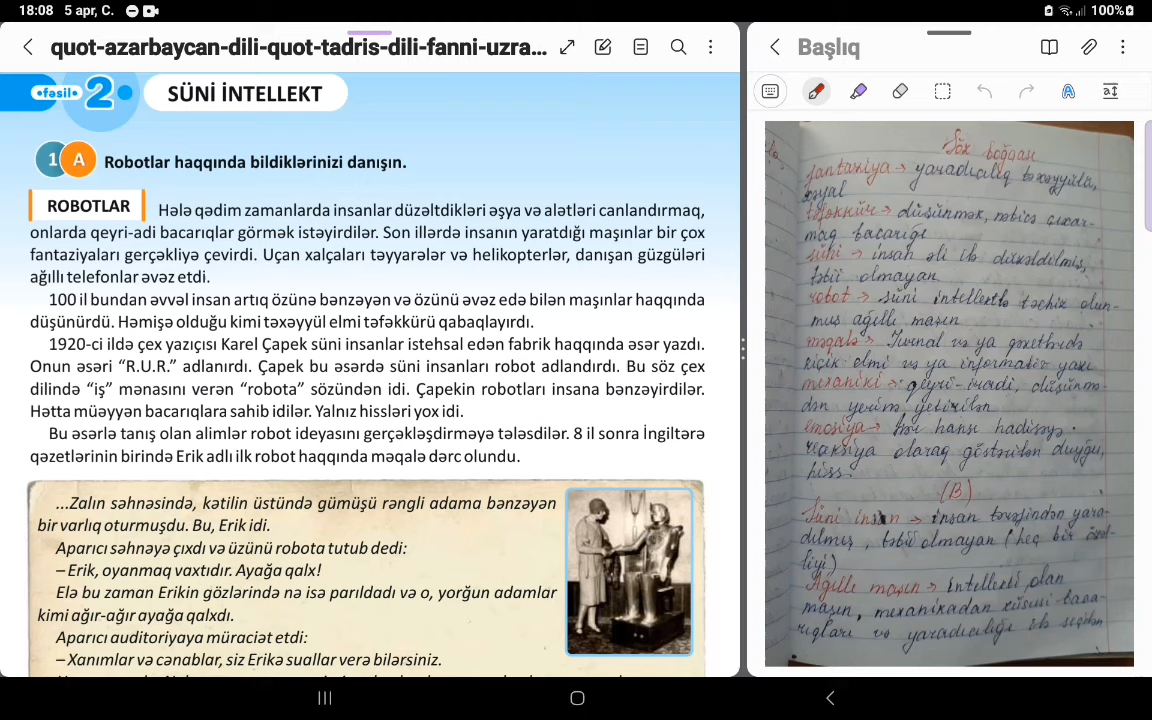 18:08 5 apr, C. 100%
quot-azarbaycan-dili-quot-tadris-dili-fanni-uzra...
•fəsil• 2 SÜNİ İNTELLEKT
1 A Robotlar haqqında bildiklərinizi danışın.
ROBOTLAR Hələ qədim zamanlarda insanlar düzəltdikləri əşya və alətləri canlandırmaq,
onlarda qeyri-adi bacarıqlar görmək istəyirdilər. Son illərdə insanın yaratdığı maşınlar bir çox
fantaziyaları gerçəkliyə çevirdi. Uçan xalçaları təyyarələr və helikopterlər, danışan güzgüləri
ağıllı telefonlar əvəz etdi.
100 il bundan əvvəl insan artıq özünə bənzəyən və özünü əvəz edə bilən maşınlar haqqında
düşünürdü. Həmişə olduğu kimi təxəyyül elmi təfəkkürü qabaqlayırdı.
1920-ci ildə çex yazıçısı Karel Çapek süni insanlar istehsal edən fabrik haqqında əsər yazdı.
Onun əsəri “R.U.R.” adlanırdı. Çapek bu əsərdə süni insanları robot adlandırdı. Bu söz çex
dilində “iş” mənasını verən “robota” sözündən idi. Çapekin robotları insana bənzəyirdilər.
Hətta müəyyən bacarıqlara sahib idilər. Yalnız hissləri yox idi.
Bu əsərlə tanış olan alimlər robot ideyasını gerçəkləşdirməyə tələsdilər. 8 il sonra İngiltərə
qəzetlərinin birində Erik adlı ilk robot haqqında məqalə dərc olundu.
...Zalın səhnəsində, kətilin üstündə gümüşü rəngli adama bənzəyən
bir varlıq oturmuşdu. Bu, Erik idi.
Aparıcı səhnəyə çıxdı və üzünü robota tutub dedi:
– Erik, oyanmaq vaxtıdır. Ayağa qalx!
Elə bu zaman Erikin gözlərində nə isə parıldadı və o, yorğun adamlar
kimi ağır-ağır ayağa qalxdı.
Aparıcı auditoriyaya müraciət etdi:
– Xanımlar və cənablar, siz Erikə suallar verə bilərsiniz.
Başlıq
Söz boğçası
fantaziya → yaradıcılıq təxəyyülü,
xəyal
təfəkkür → düşünmək, nəticə çıxar-
maq bacarığı
süni → insan əli ilə düzəldilmiş,
təbii olmayan
robot → süni intellektlə təchiz olun-
muş ağıllı maşın
məqalə → Jurnal və ya qəzetlərdə
kiçik elmi və ya informativ yazı
mexaniki → qeyri-iradi, düşünmə-
dən yerinə yetirilən
emosiya → hər hansı hadisəyə
reaksiya olaraq göstərilən duyğu,
hiss.
(B)
Süni insan → insan tərəfindən yara-
dılmış, təbii olmayan (heç bir özəl-
liyi)
Ağıllı maşın → intellekti olan
maşın, mexanikadan xüsusi baca-
rıqları və yaradıcılığı ilə seçilən